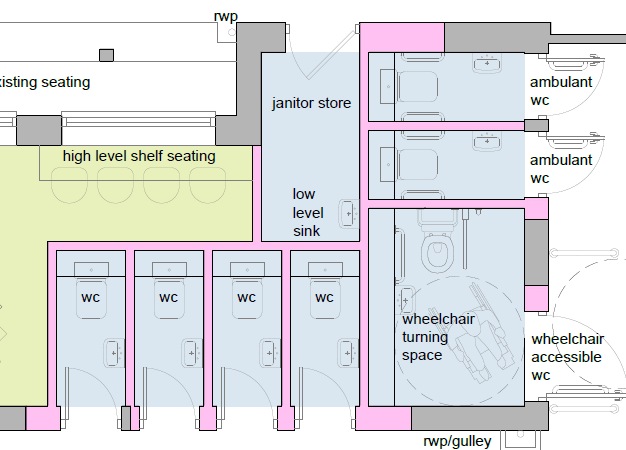 rwp
xisting seating
janitor store
ambulant
wc
high level shelf seating
ambulant
wc
low
level
sink
wc
wc
wc
wc
wheelchair
turning
space
wheelchair
accessible
wc
rwp/gulley